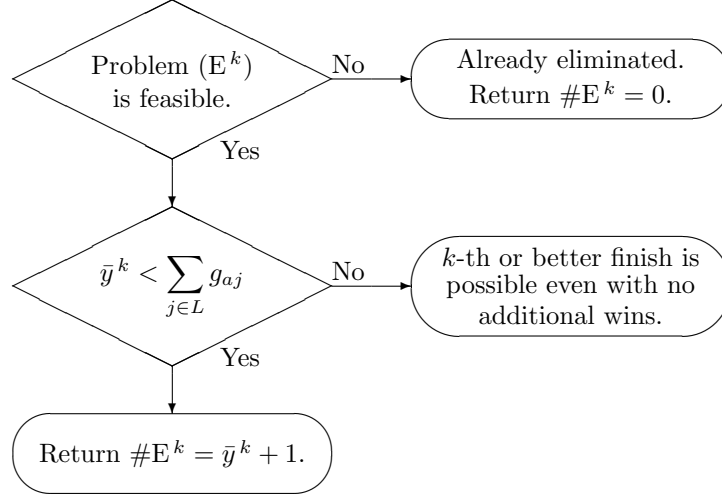 Problem (E^k)
is feasible.
No
Already eliminated.
Return #E^k = 0.
Yes
ȳ^k < ∑_{j∈L} g_{aj}
No
k-th or better finish is
possible even with no
additional wins.
Yes
Return #E^k = ȳ^k + 1.